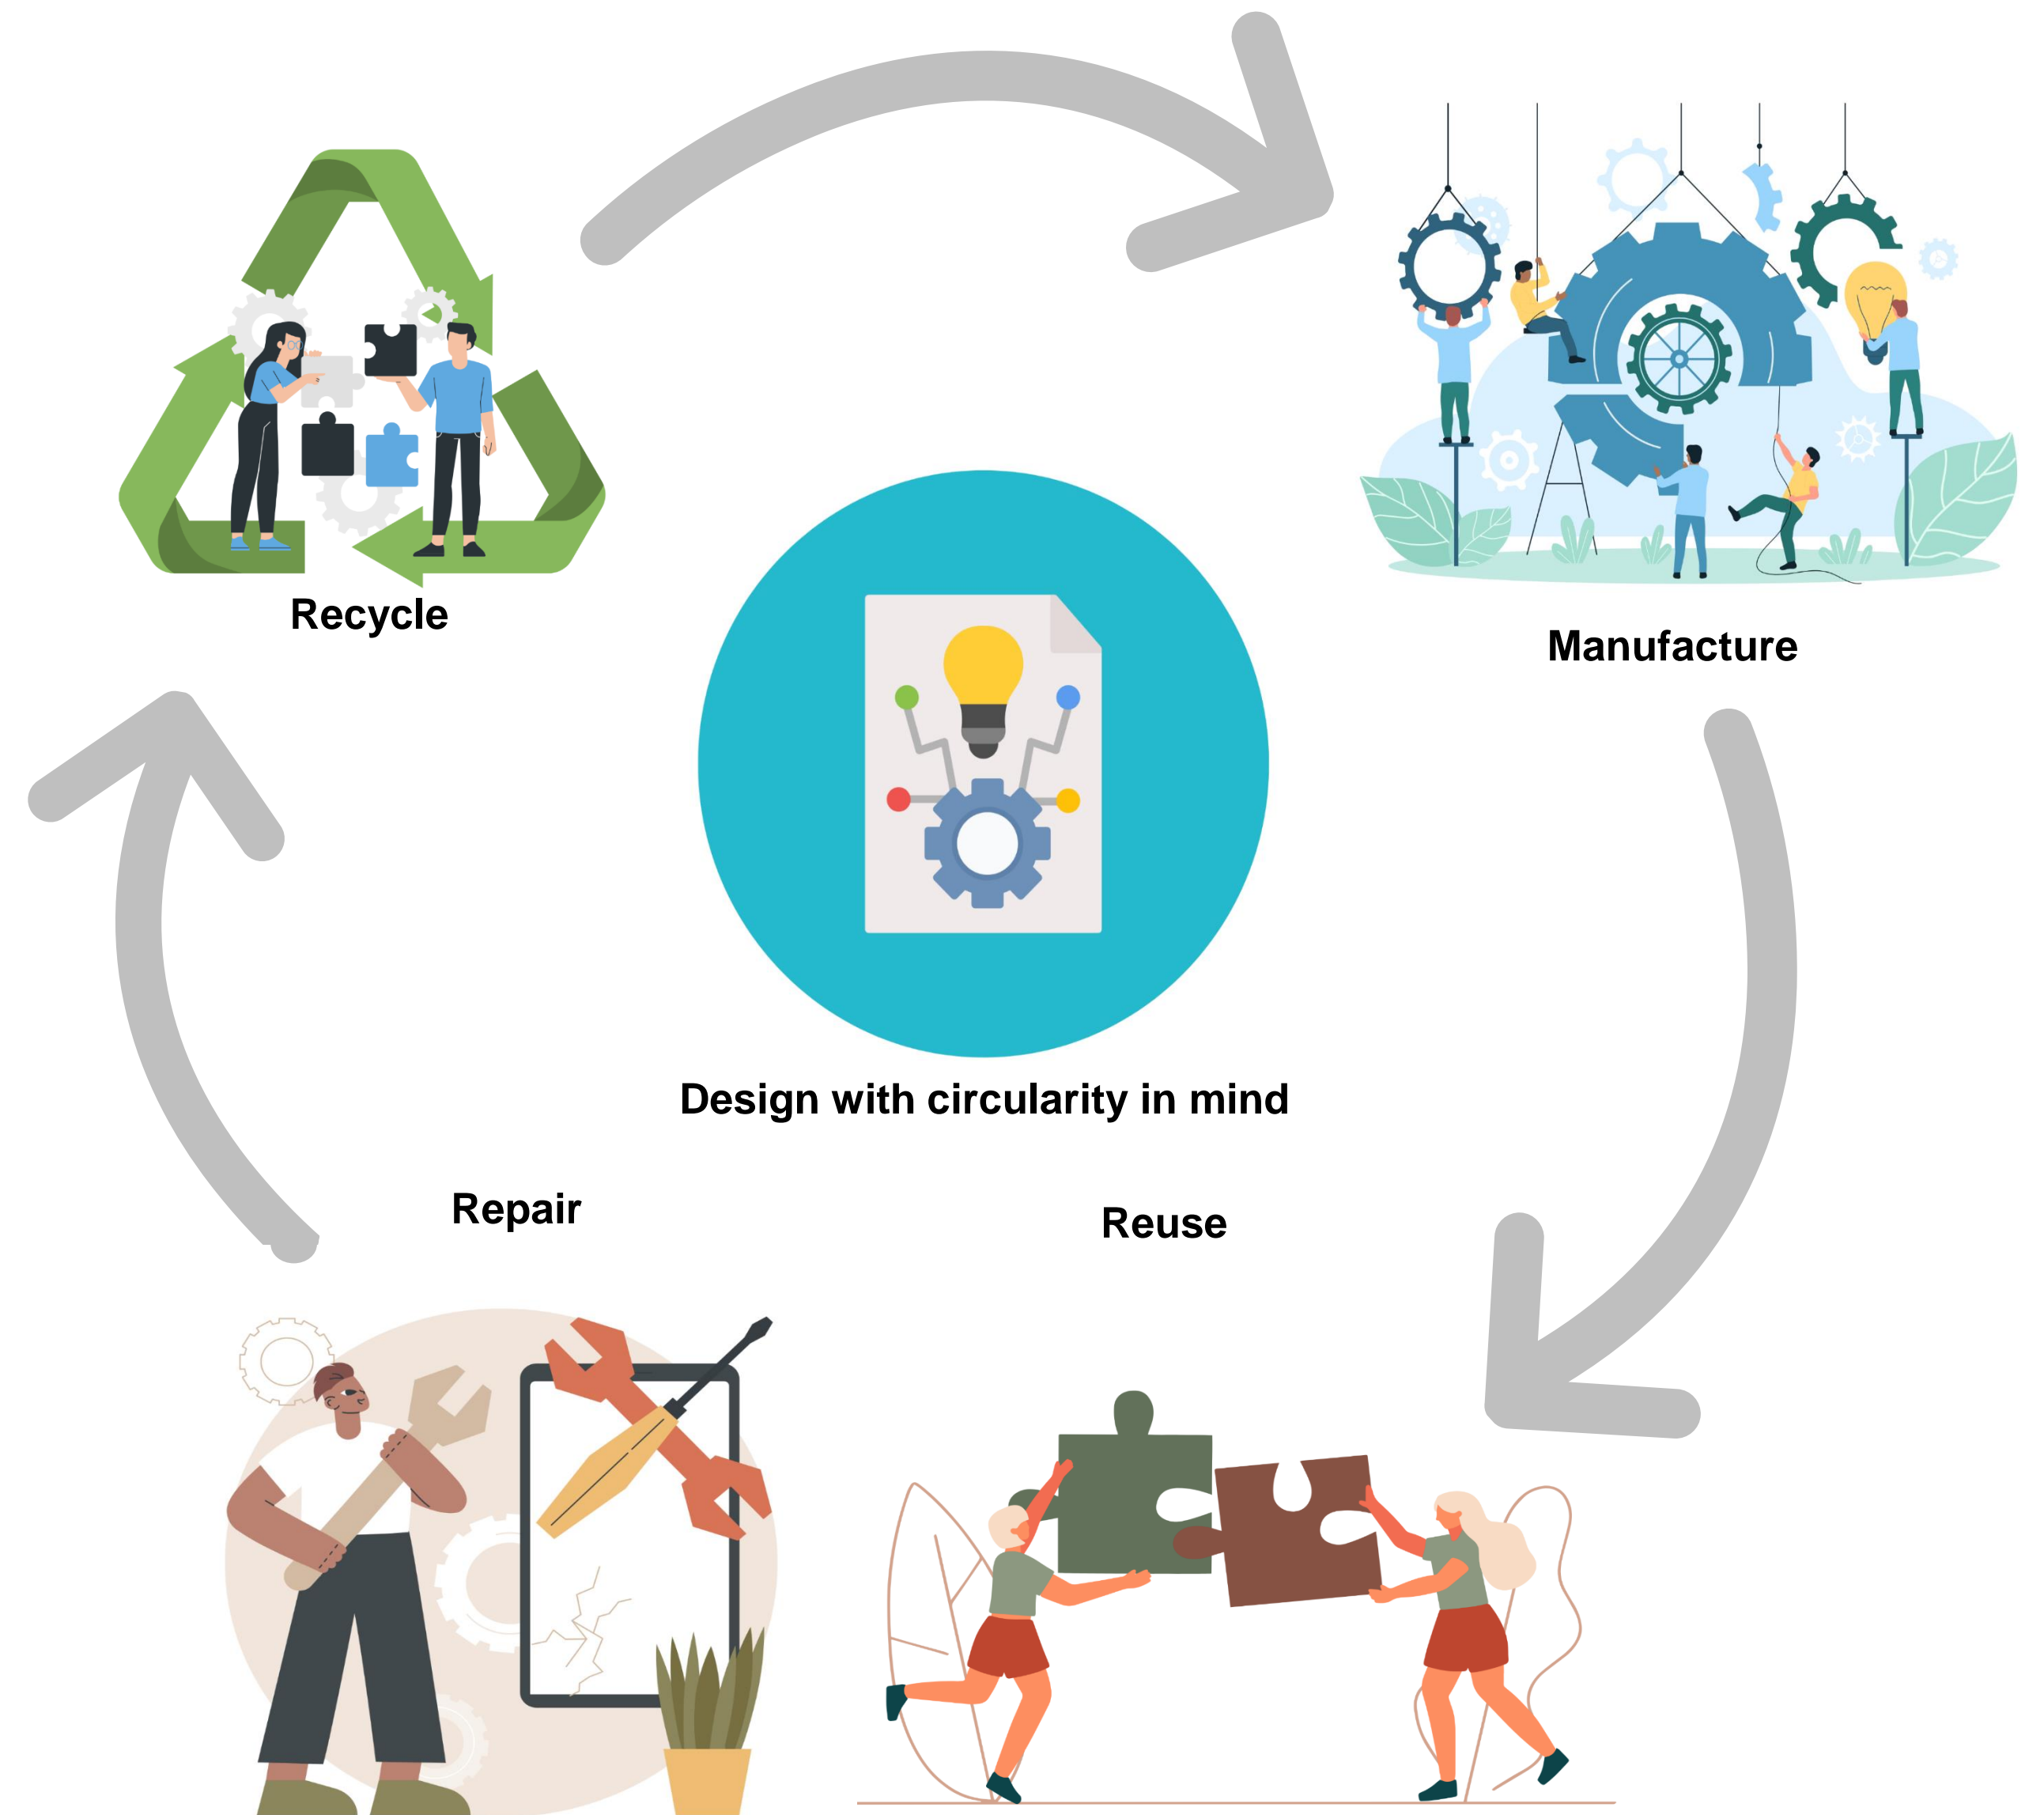 Recycle
Manufacture
Design with circularity in mind
Repair
Reuse